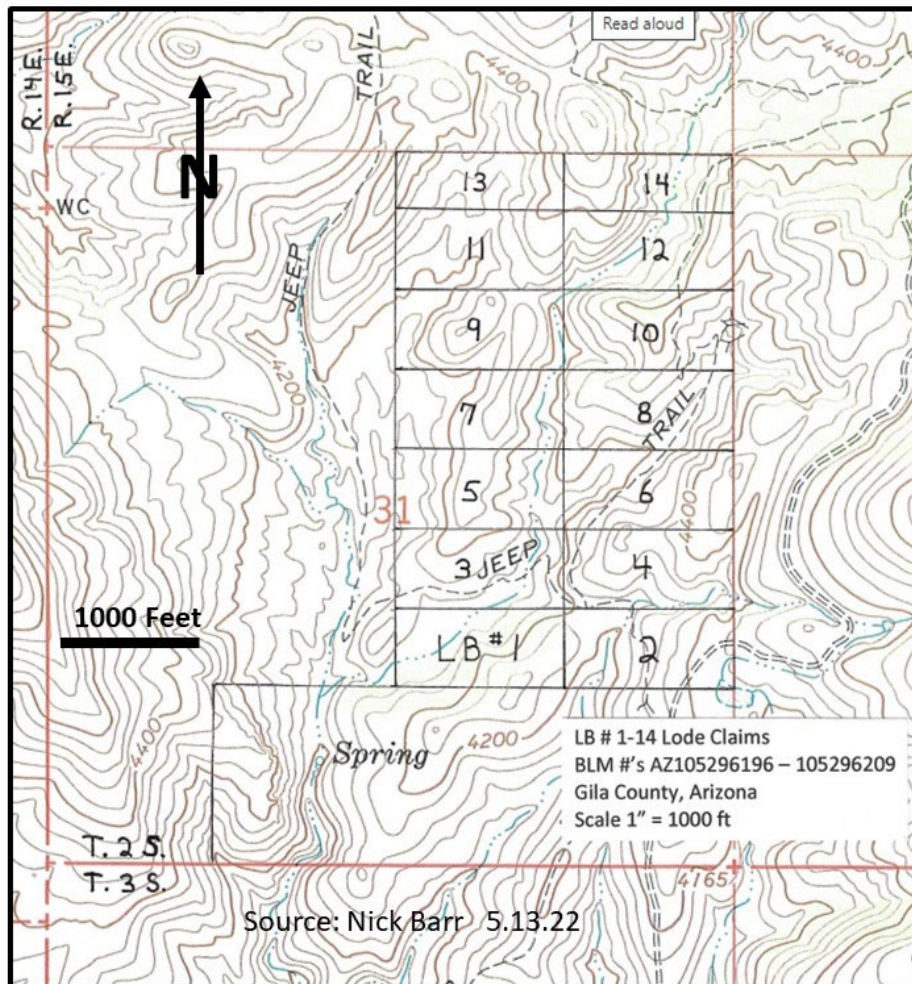 Read aloud
R. 14 E.
R. 15 E.
TRAIL
4400
4400
N
WC
13
14
11
12
JEEP
9
10
4200
7
8
TRAIL
31
5
6
4400
3
JEEP
4
1000 Feet
LB #1
2
4400
Spring
4200
LB # 1-14 Lode Claims
BLM #'s AZ105296196 – 105296209
Gila County, Arizona
Scale 1" = 1000 ft
T. 2 S.
T. 3 S.
4165
Source: Nick Barr 5.13.22